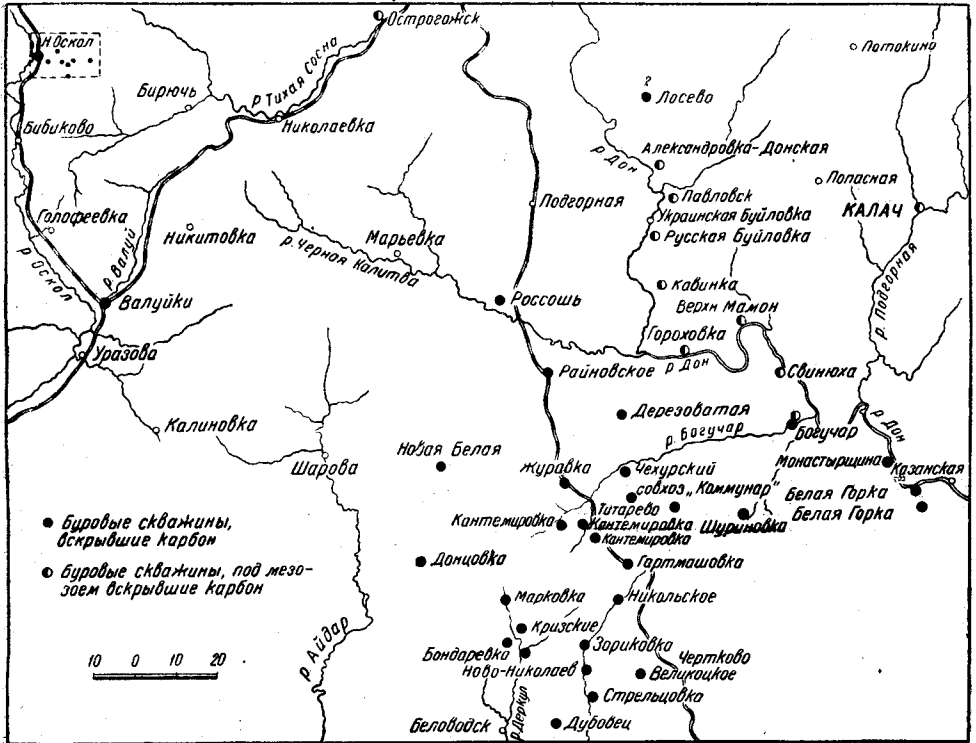 Острогожск
Н. Оскол
Потокино
р. Тихая Сосна
Бирючь
?
Лосево
Николаевка
Бибиково
Александровка-Донская
р. Дон
Попасная
Павловск
Подгорная
КАЛАЧ
Голофеевка
Украинская Буйловка
Никитовка
Русская Буйловка
Марьевка
р. Черная Калитва
р. Оскол
р. Валуй
р. Подгорная
Кавинка
Валуйки
Россошь
Верхн Мамон
Гороховка
Уразова
р. Дон
Свинюха
Райновское
Калиновка
Дерезоватая
р. Богучар
Богучар
р. Дон
Новая Белая
Шарова
Журавка
Чехурский
Монастырщина
Казанская
совхоз „Коммунар"
Белая Горка
Титарево
Кантемировка
Кантемировка
Шуриновка
Белая Горка
Кантемировка
Буровые скважины,
вскрывшие карбон
Донцовка
Гартмашовка
Буровые скважины, под мезо-
зоем вскрывшие карбон
Марковка
Никольское
р. Айдар
Кризские
Бондаревка
Зориковка
Чертково
Ново-Николаев
Великоцкое
10 0 10 20
Стрельцовка
р. Деркул
Беловодск
Дубовец